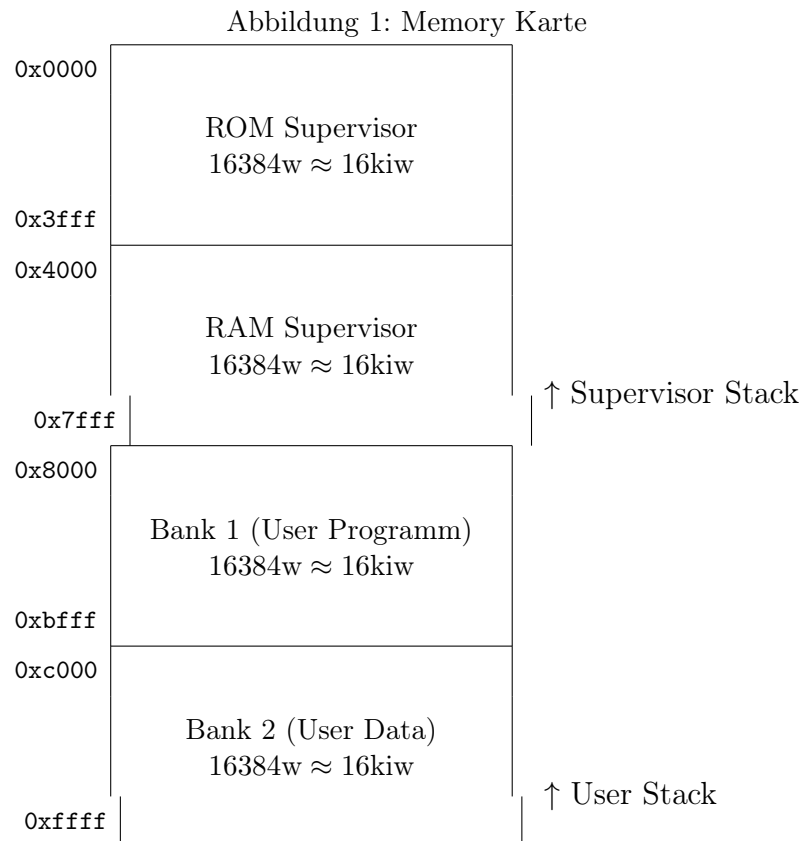 Abbildung 1: Memory Karte
0x0000
ROM Supervisor
16384w ≈ 16kiw
0x3fff
0x4000
RAM Supervisor
16384w ≈ 16kiw
↑ Supervisor Stack
0x7fff
0x8000
Bank 1 (User Programm)
16384w ≈ 16kiw
0xbfff
0xc000
Bank 2 (User Data)
16384w ≈ 16kiw
↑ User Stack
0xffff